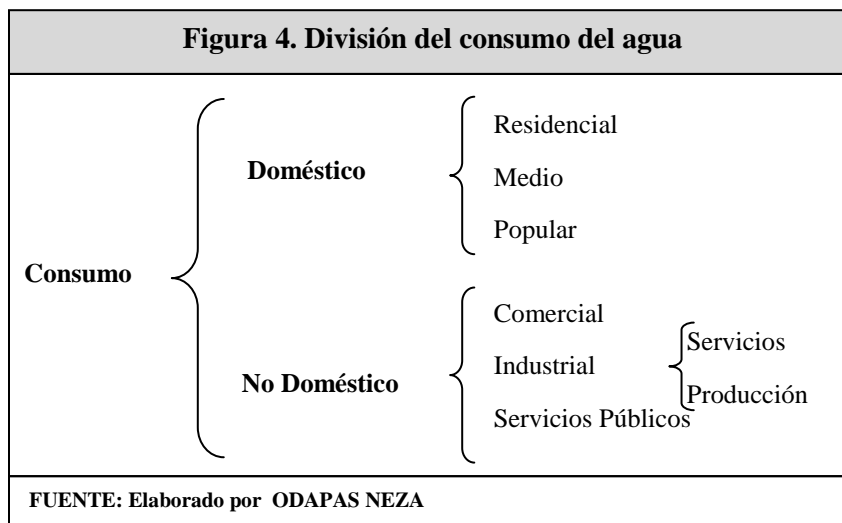 Figura 4. División del consumo del agua
Consumo
Doméstico
Residencial
Medio
Popular
No Doméstico
Comercial
Industrial
Servicios
Producción
Servicios Públicos
FUENTE: Elaborado por ODAPAS NEZA